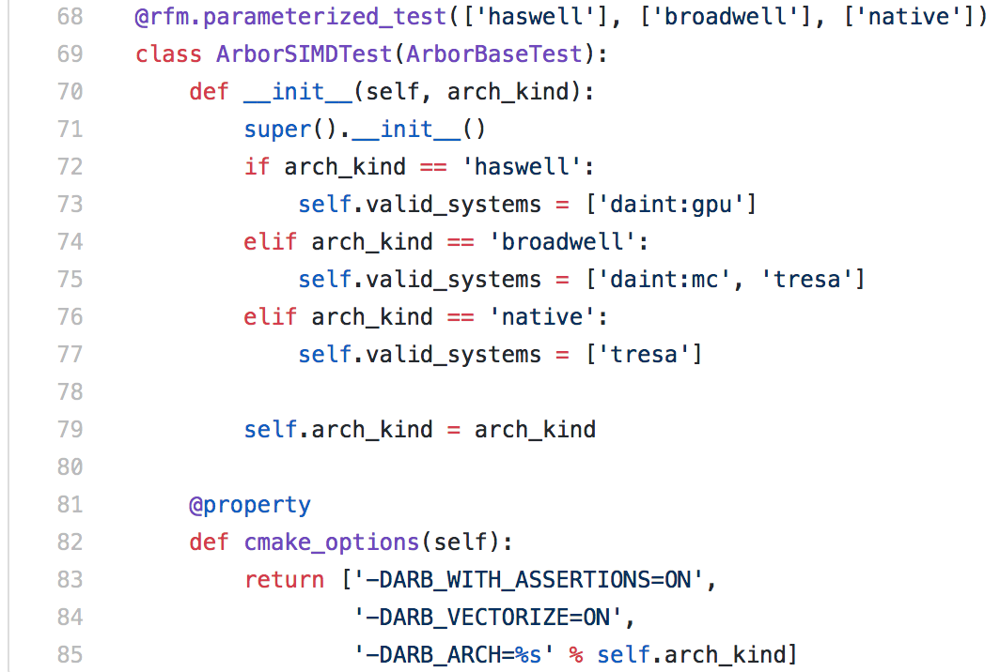 68 @rfm.parameterized_test(['haswell'], ['broadwell'], ['native'])
69 class ArborSIMDTest(ArborBaseTest):
70     def __init__(self, arch_kind):
71         super().__init__()
72         if arch_kind == 'haswell':
73             self.valid_systems = ['daint:gpu']
74         elif arch_kind == 'broadwell':
75             self.valid_systems = ['daint:mc', 'tresa']
76         elif arch_kind == 'native':
77             self.valid_systems = ['tresa']
78
79         self.arch_kind = arch_kind
80
81     @property
82     def cmake_options(self):
83         return ['-DARB_WITH_ASSERTIONS=ON',
84                 '-DARB_VECTORIZE=ON',
85                 '-DARB_ARCH=%s' % self.arch_kind]